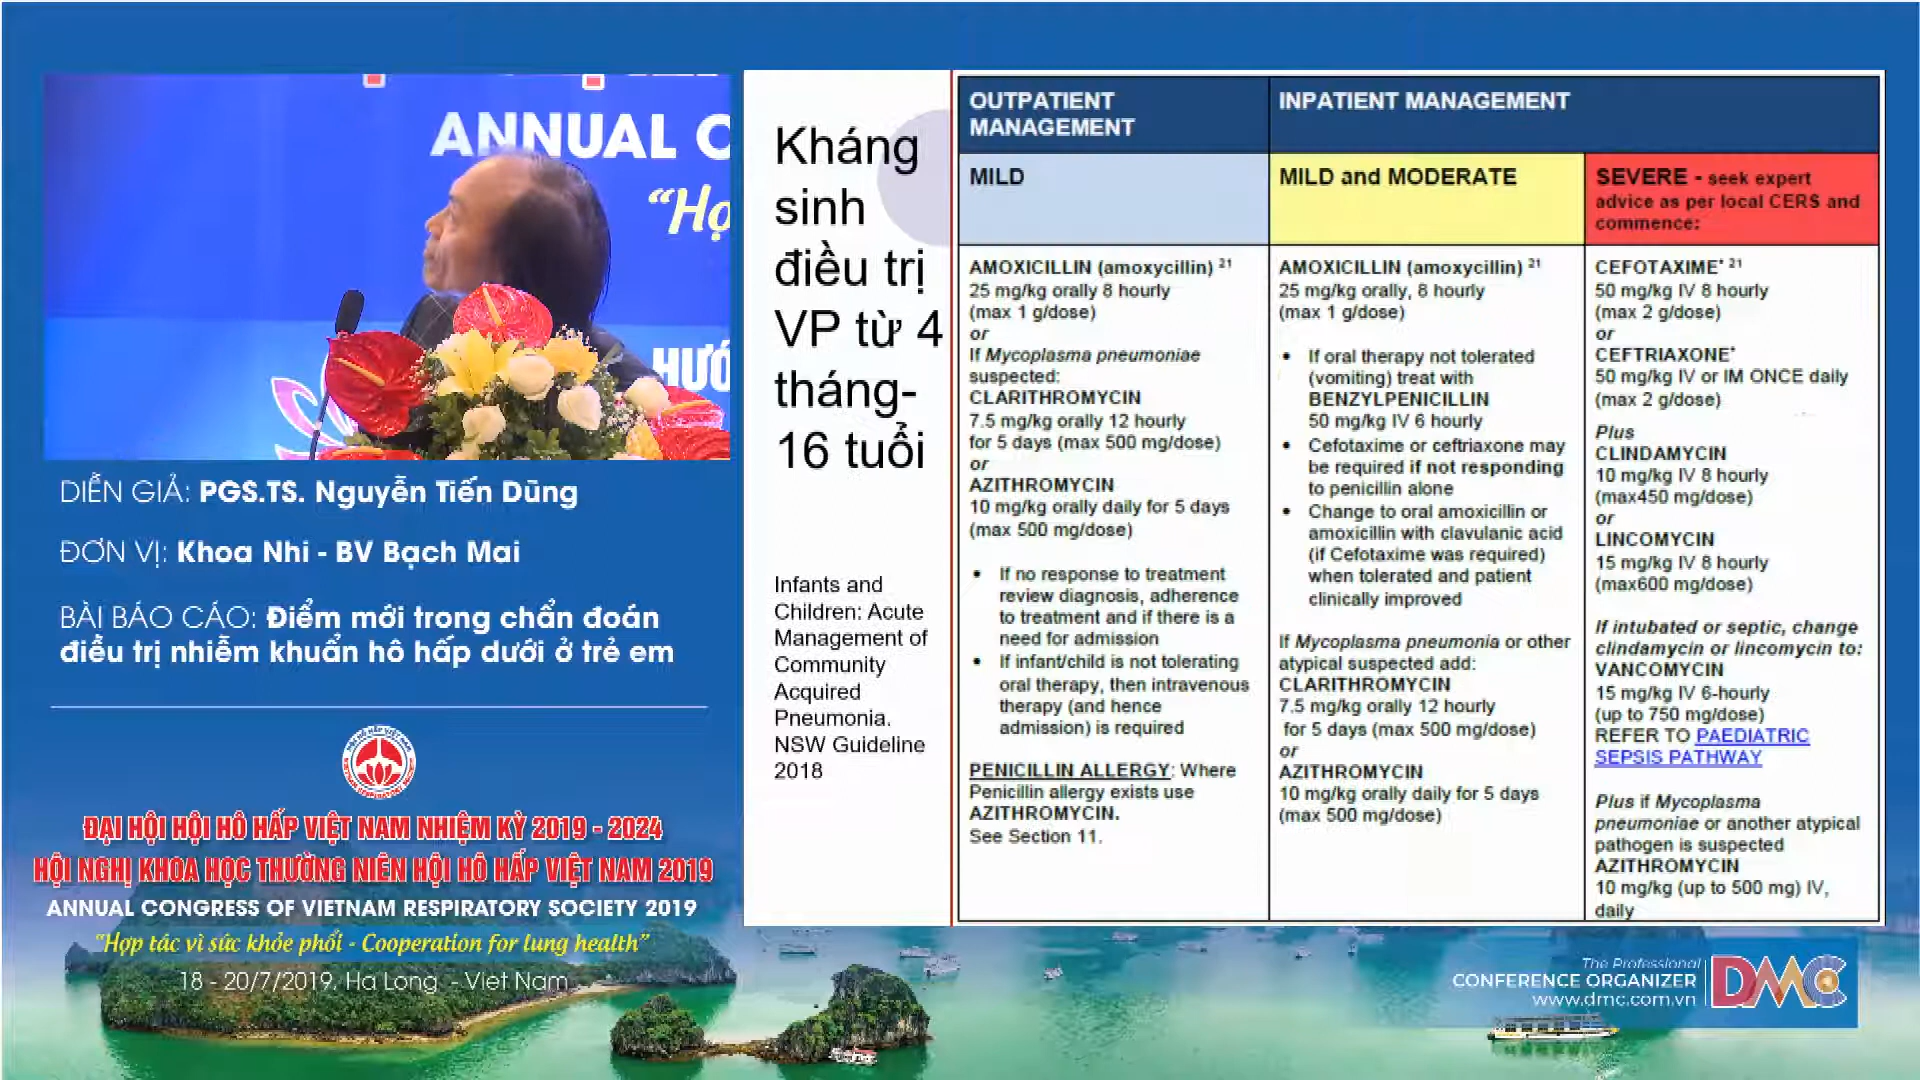 ANNUAL C
“Họ
HƯỚ
DIỄN GIẢ: PGS.TS. Nguyễn Tiến Dũng
ĐƠN VỊ: Khoa Nhi - BV Bạch Mai
BÀI BÁO CÁO: Điểm mới trong chẩn đoán
điều trị nhiễm khuẩn hô hấp dưới ở trẻ em
HỘI HÔ HẤP VIỆT NAM
VIETNAM RESPIRATORY SOCIETY
ĐẠI HỘI HỘI HÔ HẤP VIỆT NAM NHIỆM KỲ 2019 - 2024
HỘI NGHỊ KHOA HỌC THƯỜNG NIÊN HỘI HÔ HẤP VIỆT NAM 2019
ANNUAL CONGRESS OF VIETNAM RESPIRATORY SOCIETY 2019
“Hợp tác vì sức khỏe phổi - Cooperation for lung health”
18 - 20/7/2019, Ha Long - Viet Nam
Kháng
sinh
điều trị
VP từ 4
tháng-
16 tuổi
Infants and
Children: Acute
Management of
Community
Acquired
Pneumonia.
NSW Guideline
2018
OUTPATIENT
MANAGEMENT
INPATIENT MANAGEMENT
MILD
MILD and MODERATE
SEVERE - seek expert
advice as per local CERS and
commence:
AMOXICILLIN (amoxycillin) 21
25 mg/kg orally 8 hourly
(max 1 g/dose)
or
If Mycoplasma pneumoniae
suspected:
CLARITHROMYCIN
7.5 mg/kg orally 12 hourly
for 5 days (max 500 mg/dose)
or
AZITHROMYCIN
10 mg/kg orally daily for 5 days
(max 500 mg/dose)
• If no response to treatment
review diagnosis, adherence
to treatment and if there is a
need for admission
• If infant/child is not tolerating
oral therapy, then intravenous
therapy (and hence
admission) is required
PENICILLIN ALLERGY: Where
Penicillin allergy exists use
AZITHROMYCIN.
See Section 11.
AMOXICILLIN (amoxycillin) 21
25 mg/kg orally, 8 hourly
(max 1 g/dose)
• If oral therapy not tolerated
(vomiting) treat with
BENZYLPENICILLIN
50 mg/kg IV 6 hourly
• Cefotaxime or ceftriaxone may
be required if not responding
to penicillin alone
• Change to oral amoxicillin or
amoxicillin with clavulanic acid
(if Cefotaxime was required)
when tolerated and patient
clinically improved
If Mycoplasma pneumonia or other
atypical suspected add:
CLARITHROMYCIN
7.5 mg/kg orally 12 hourly
for 5 days (max 500 mg/dose)
or
AZITHROMYCIN
10 mg/kg orally daily for 5 days
(max 500 mg/dose)
CEFOTAXIME* 21
50 mg/kg IV 8 hourly
(max 2 g/dose)
or
CEFTRIAXONE*
50 mg/kg IV or IM ONCE daily
(max 2 g/dose)
Plus
CLINDAMYCIN
10 mg/kg IV 8 hourly
(max450 mg/dose)
or
LINCOMYCIN
15 mg/kg IV 8 hourly
(max600 mg/dose)
If intubated or septic, change
clindamycin or lincomycin to:
VANCOMYCIN
15 mg/kg IV 6-hourly
(up to 750 mg/dose)
REFER TO PAEDIATRIC
SEPSIS PATHWAY
Plus if Mycoplasma
pneumoniae or another atypical
pathogen is suspected
AZITHROMYCIN
10 mg/kg (up to 500 mg) IV,
daily
The Professional
CONFERENCE ORGANIZER
www.dmc.com.vn
DMC